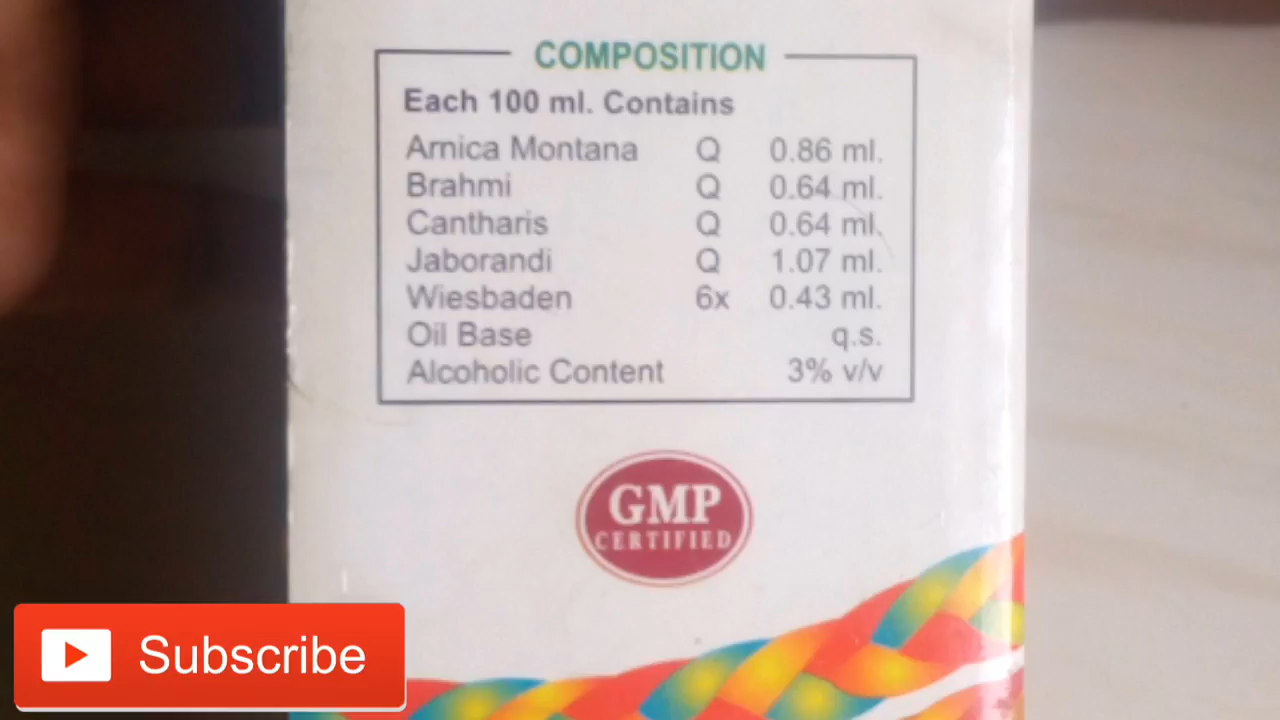 COMPOSITION
Each 100 ml. Contains
Arnica Montana Q 0.86 ml.
Brahmi Q 0.64 ml.
Cantharis Q 0.64 ml.
Jaborandi Q 1.07 ml.
Wiesbaden 6x 0.43 ml.
Oil Base q.s.
Alcoholic Content 3% v/v
GMP
CERTIFIED
Subscribe